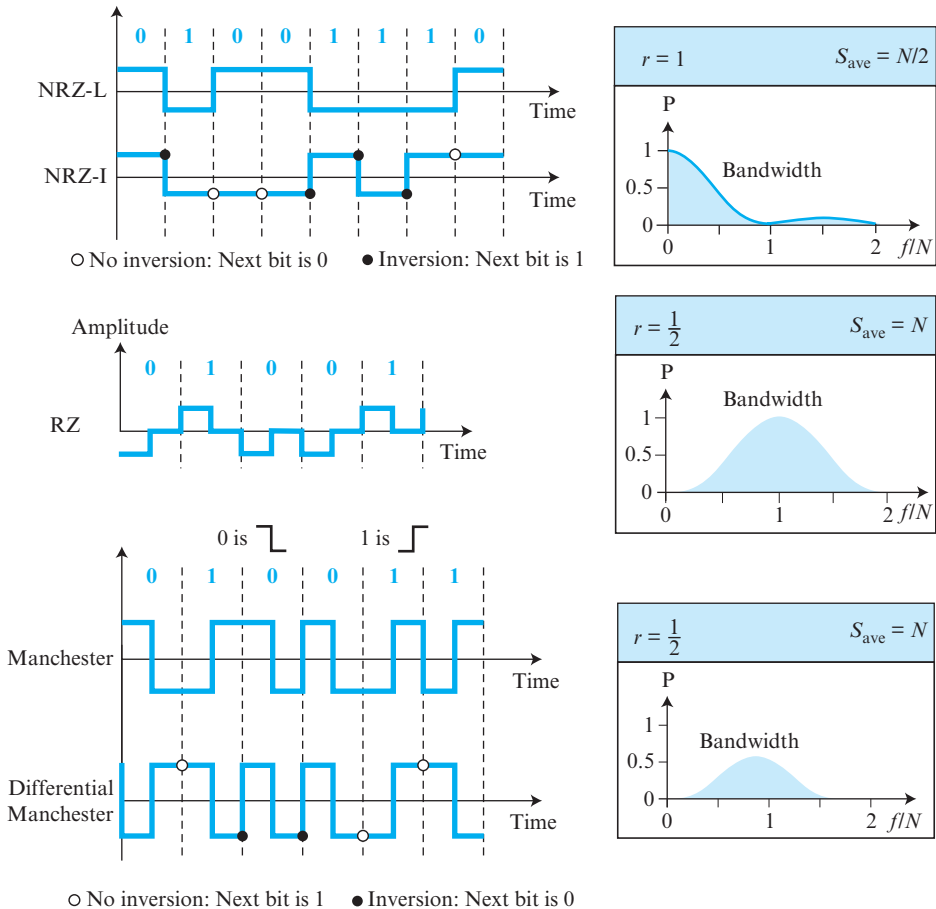 0 1 0 0 1 1 1 0
NRZ-L
Time
NRZ-I
Time
○ No inversion: Next bit is 0 ● Inversion: Next bit is 1
r = 1 S_ave = N/2
P
1
Bandwidth
0.5
0
0 1 2 f/N
Amplitude
0 1 0 0 1
RZ
Time
r = 1/2 S_ave = N
P
Bandwidth
1
0.5
0
0 1 2 f/N
0 is 1 is
0 1 0 0 1 1
Manchester
Time
Differential
Manchester
Time
○ No inversion: Next bit is 1 ● Inversion: Next bit is 0
r = 1/2 S_ave = N
P
1
Bandwidth
0.5
0
0 1 2 f/N